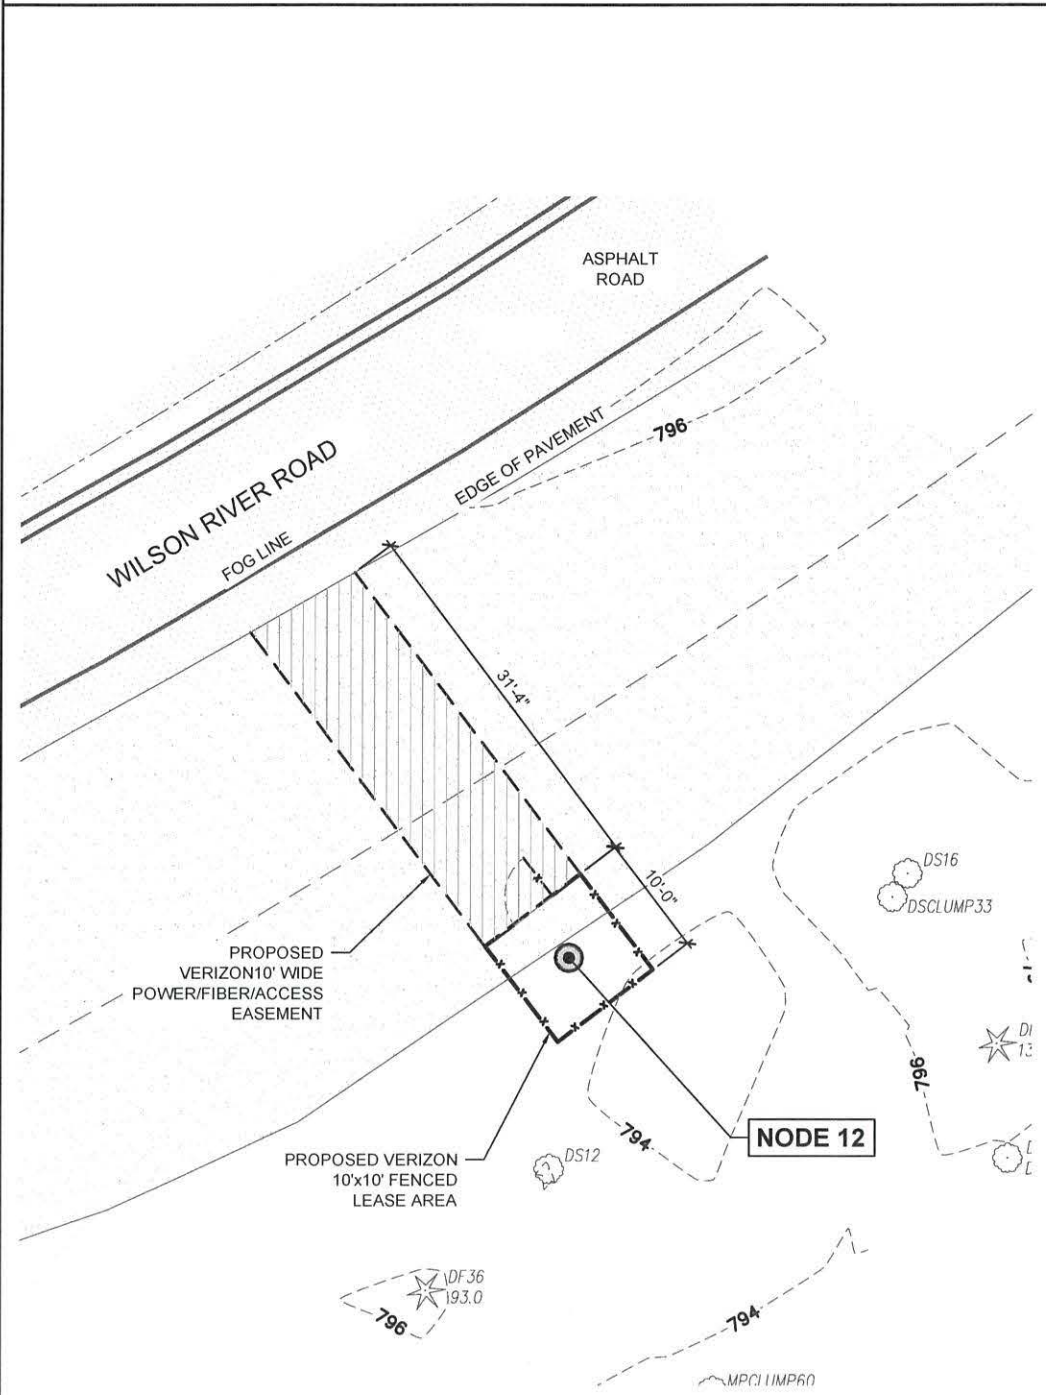 ASPHALT
ROAD
796
EDGE OF PAVEMENT
WILSON RIVER ROAD
FOG LINE
31'-4"
10'-0"
DS16
DSCLUMP33
PROPOSED
VERIZON10' WIDE
POWER/FIBER/ACCESS
EASEMENT
796
NODE 12
794
DS12
PROPOSED VERIZON
10'x10' FENCED
LEASE AREA
DF36
93.0
796
794
MPCLUMP60